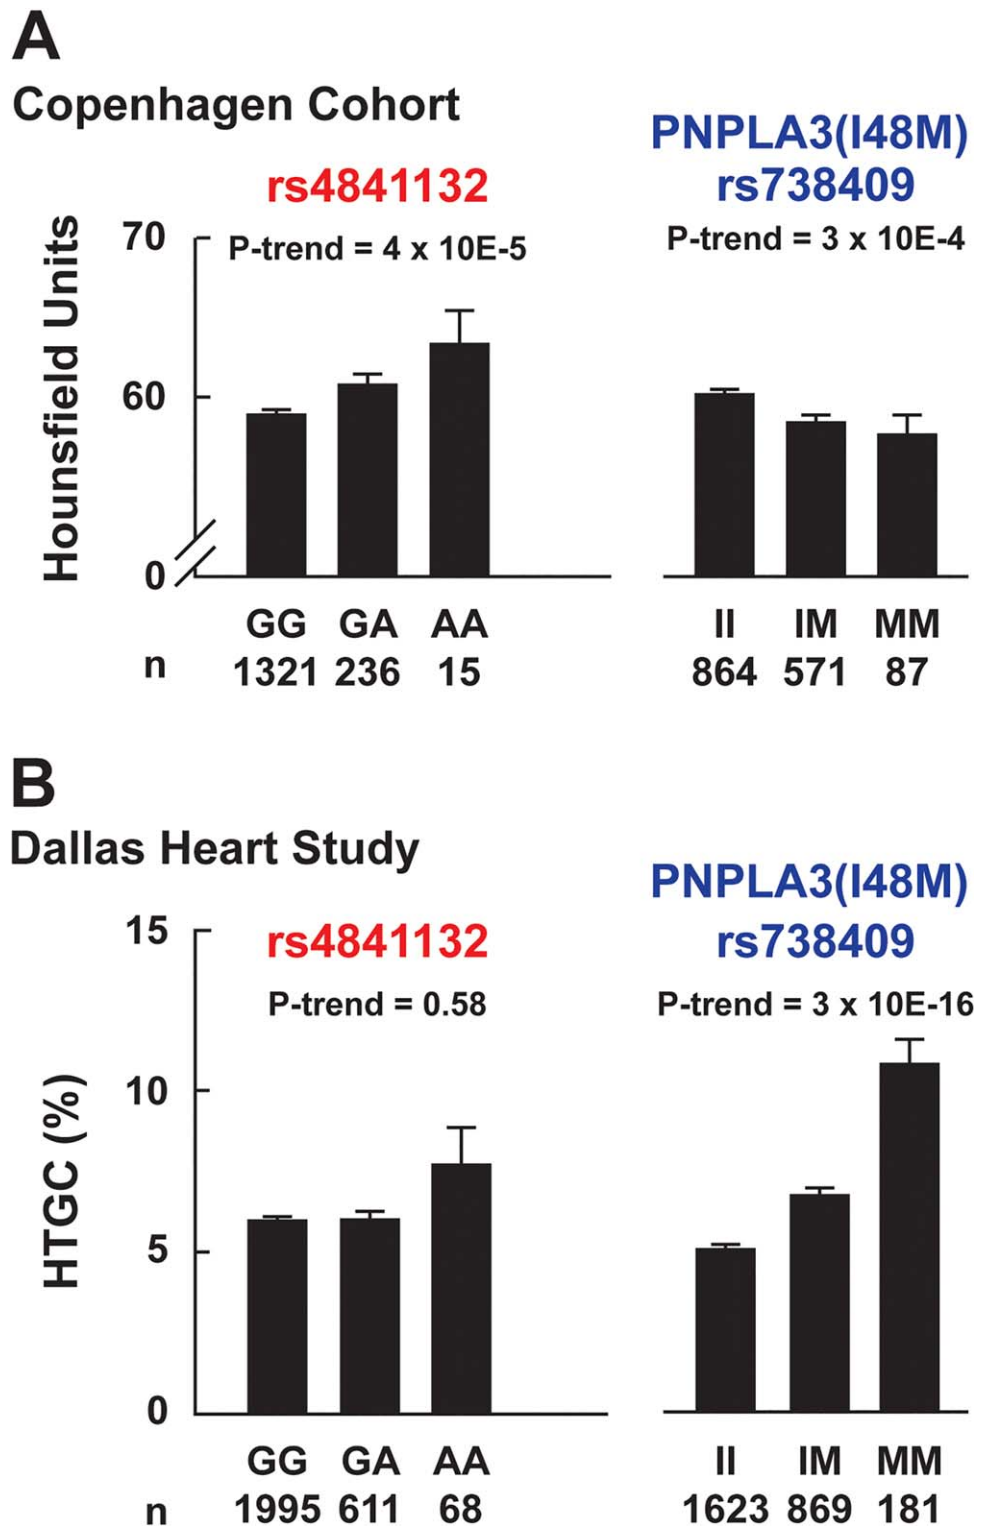 A
Copenhagen Cohort
rs4841132
PNPLA3(I48M)
rs738409
P-trend = 4 x 10E-5
P-trend = 3 x 10E-4
Hounsfield Units
70
60
0
GG GA AA
II IM MM
n 1321 236 15
864 571 87
B
Dallas Heart Study
rs4841132
PNPLA3(I48M)
rs738409
P-trend = 0.58
P-trend = 3 x 10E-16
HTGC (%)
15
10
5
0
GG GA AA
II IM MM
n 1995 611 68
1623 869 181